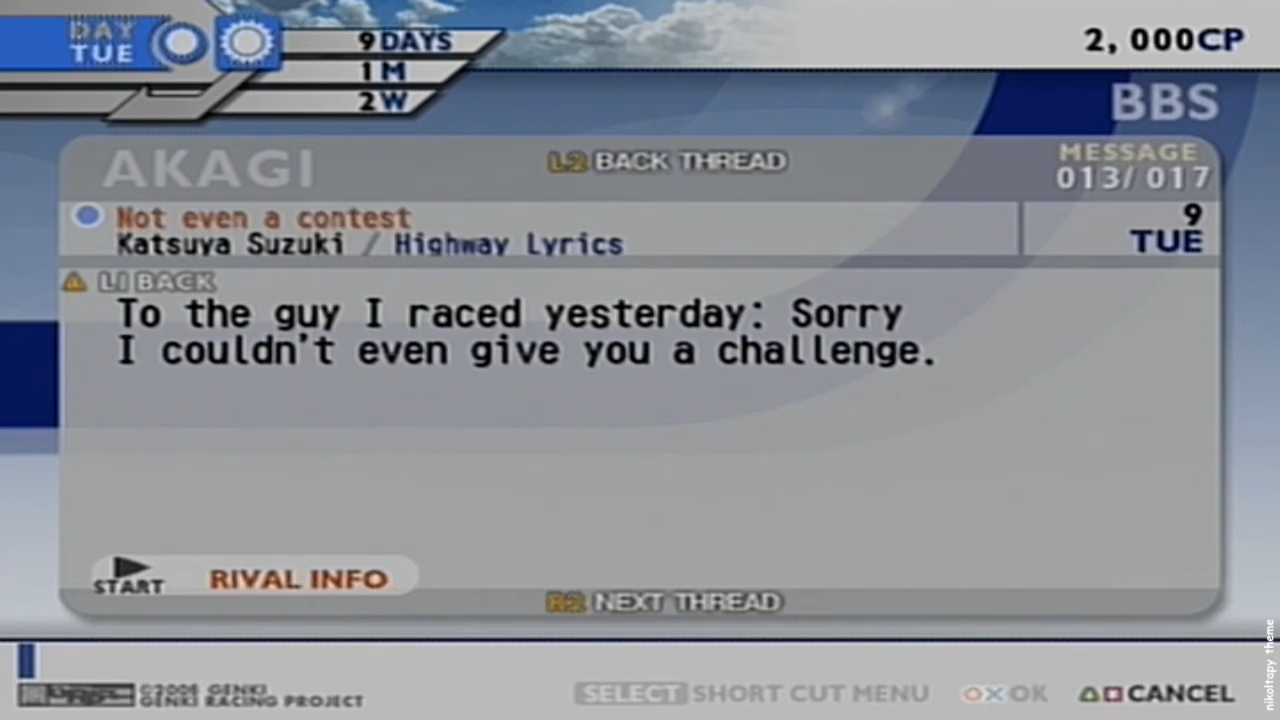 DAY
TUE
9 DAYS
1 M
2 W
2,000CP
BBS
AKAGI
L2 BACK THREAD
MESSAGE
013/017
Not even a contest
Katsuya Suzuki / Highway Lyrics
9
TUE
L1 BACK
To the guy I raced yesterday: Sorry
I couldn't even give you a challenge.
START
RIVAL INFO
R2 NEXT THREAD
GENKI
GENKI RACING PROJECT
SELECT SHORT CUT MENU
OK
CANCEL
nikoltapy theme